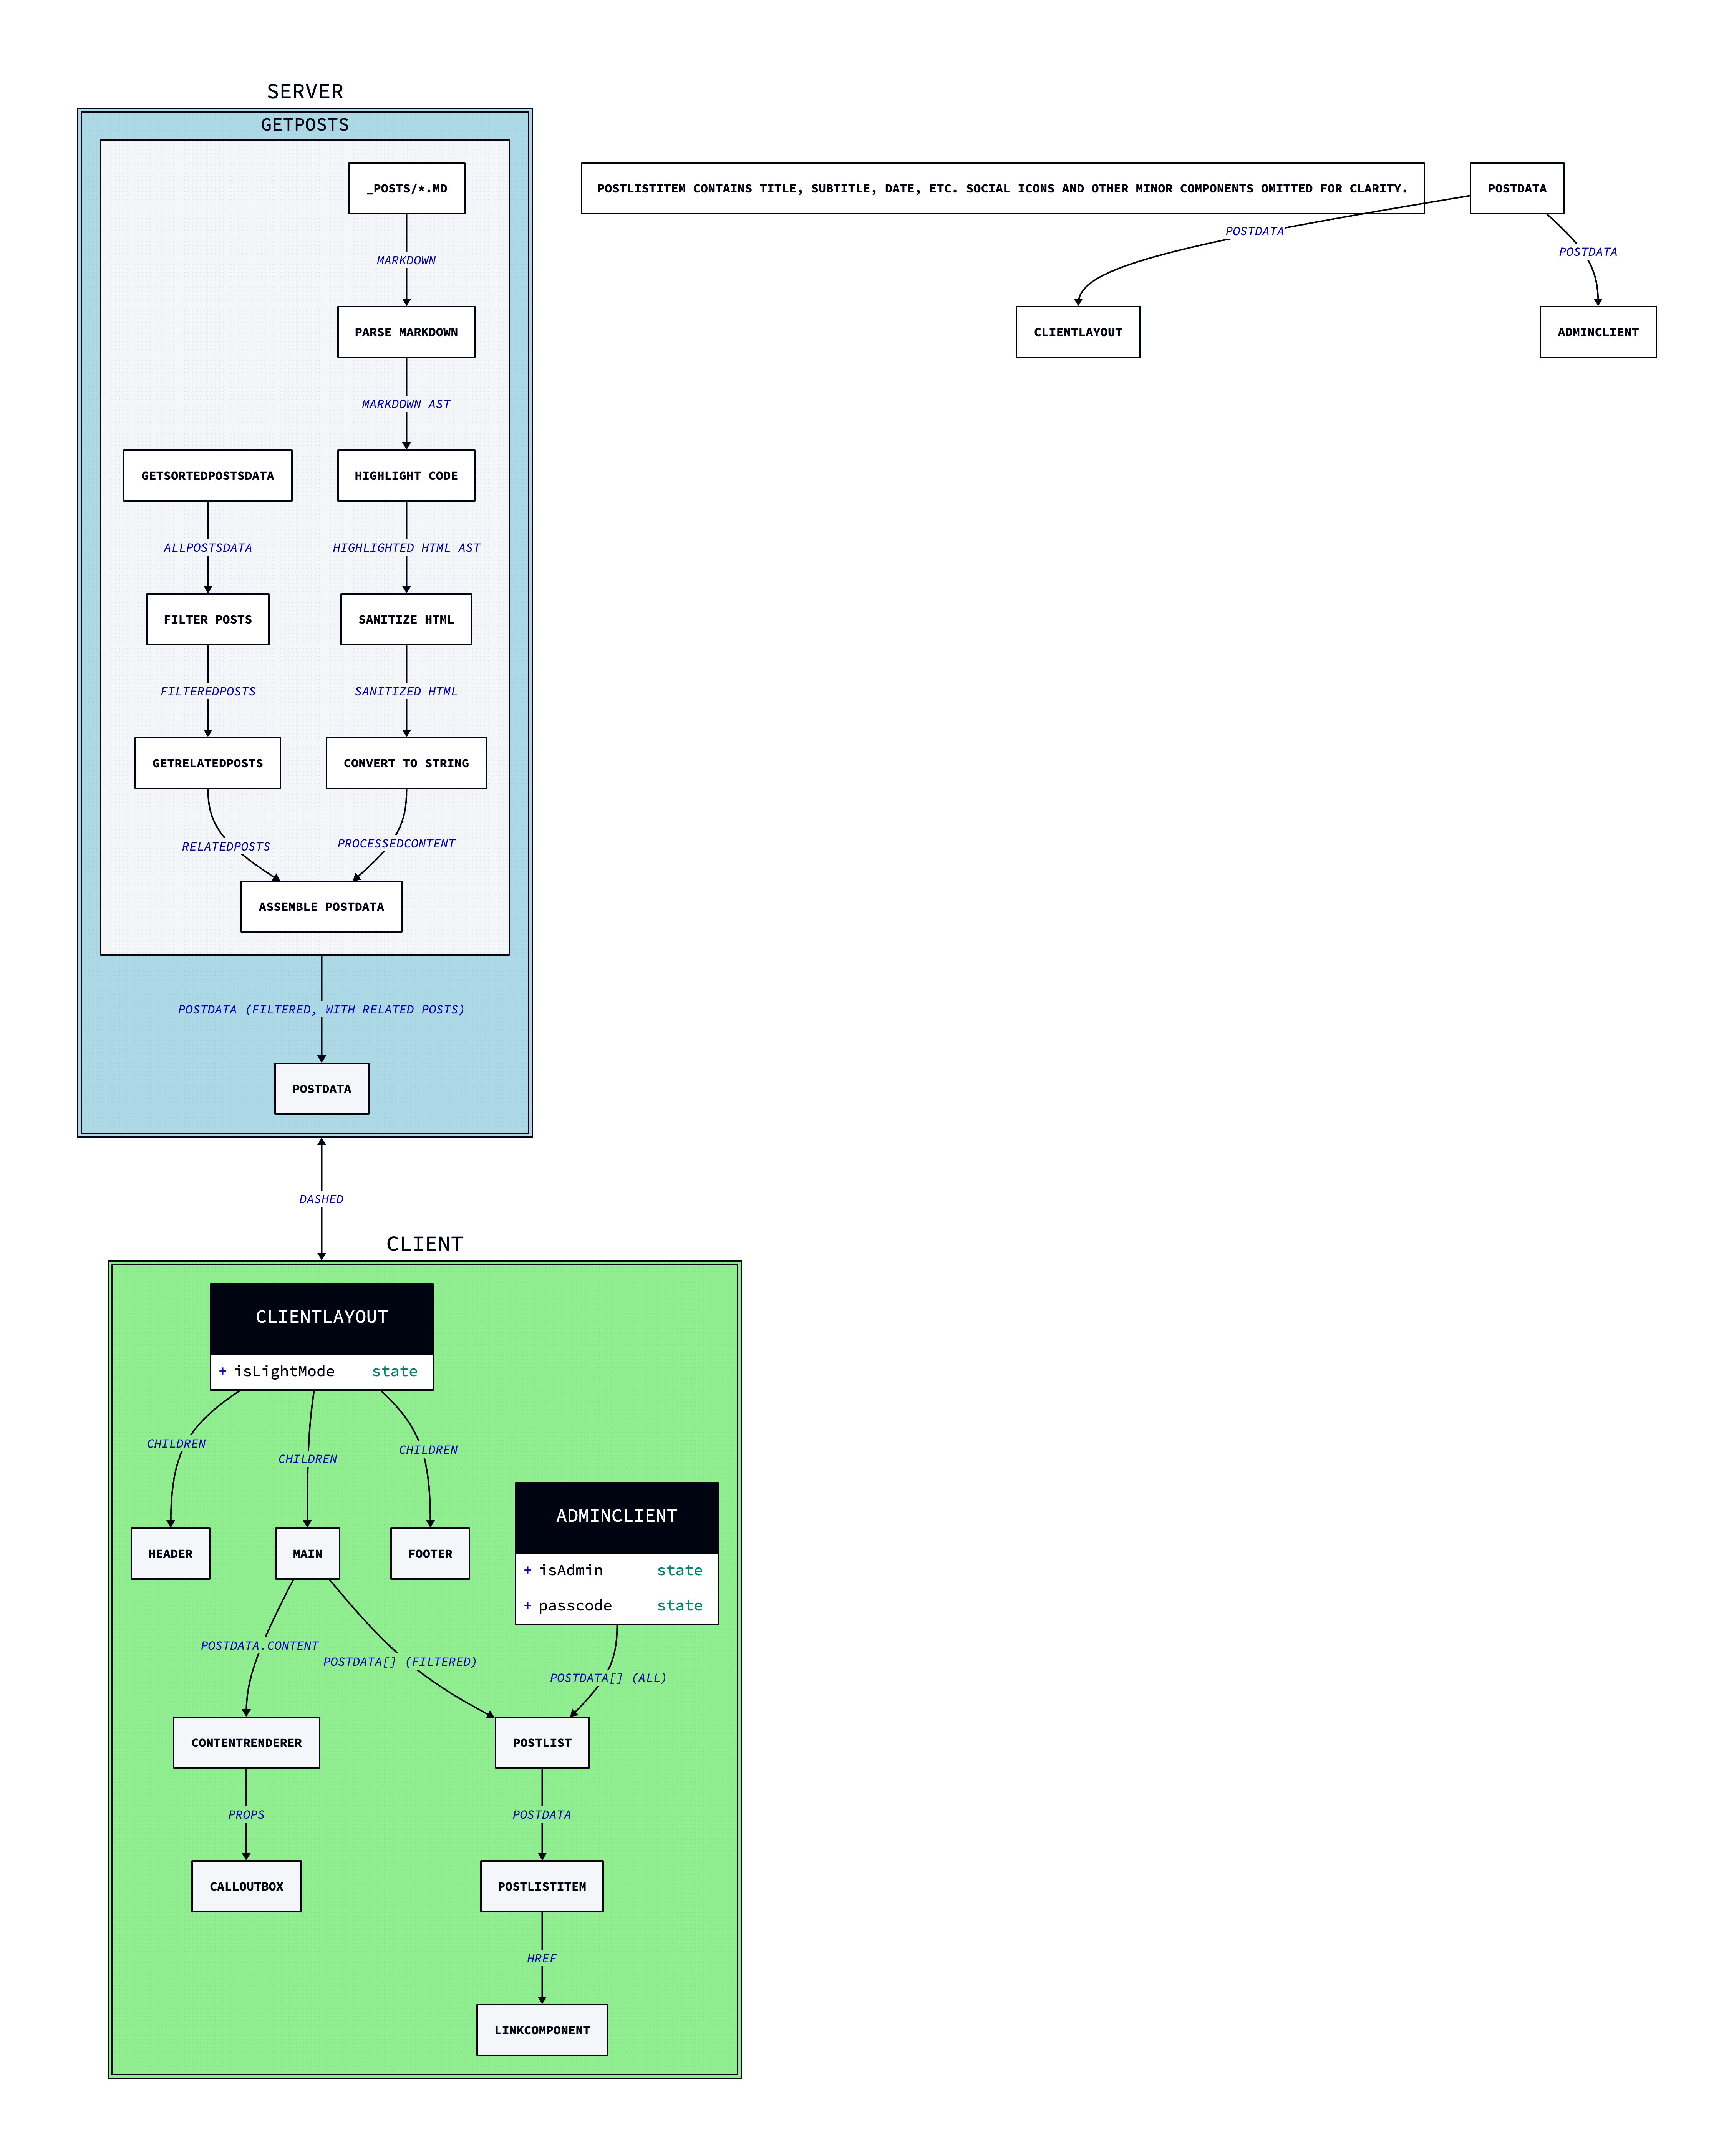 SERVER
GETPOSTS
_POSTS/*.MD
POSTLISTITEM CONTAINS TITLE, SUBTITLE, DATE, ETC. SOCIAL ICONS AND OTHER MINOR COMPONENTS OMITTED FOR CLARITY.
POSTDATA
POSTDATA
POSTDATA
MARKDOWN
PARSE MARKDOWN
CLIENTLAYOUT
ADMINCLIENT
MARKDOWN AST
GETSORTEDPOSTSDATA
HIGHLIGHT CODE
ALLPOSTSDATA
HIGHLIGHTED HTML AST
FILTER POSTS
SANITIZE HTML
FILTEREDPOSTS
SANITIZED HTML
GETRELATEDPOSTS
CONVERT TO STRING
RELATEDPOSTS
PROCESSEDCONTENT
ASSEMBLE POSTDATA
POSTDATA (FILTERED, WITH RELATED POSTS)
POSTDATA
DASHED
CLIENT
CLIENTLAYOUT
+ isLightMode state
CHILDREN
CHILDREN
CHILDREN
ADMINCLIENT
+ isAdmin state
+ passcode state
HEADER
MAIN
FOOTER
POSTDATA.CONTENT
POSTDATA[] (FILTERED)
POSTDATA[] (ALL)
CONTENTRENDERER
POSTLIST
PROPS
POSTDATA
CALLOUTBOX
POSTLISTITEM
HREF
LINKCOMPONENT